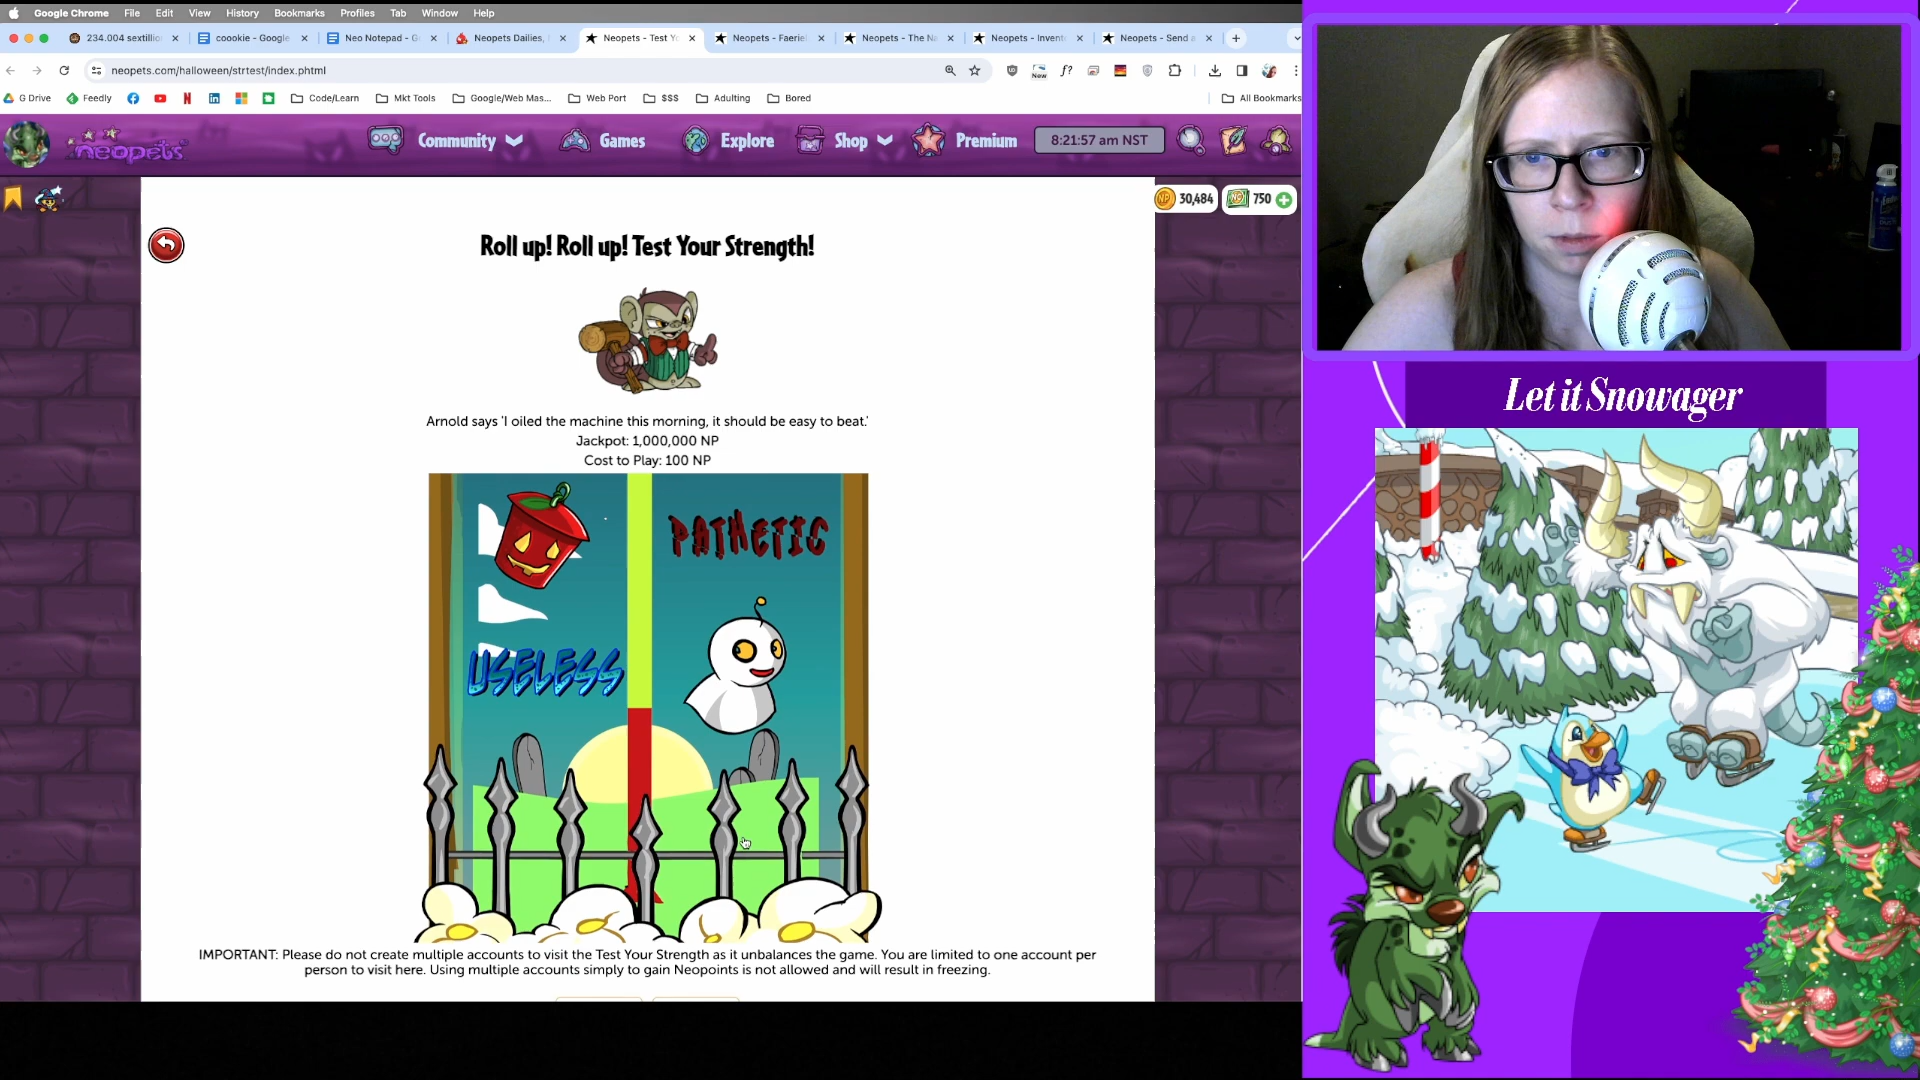 Google Chrome File Edit View History Bookmarks Profiles Tab Window Help
234.004 sextillio coookie - Google Neo Notepad - G Neopets Dailies, Neopets - Test Yo Neopets - Faerie Neopets - The Na Neopets - Invent Neopets - Send a
neopets.com/halloween/strtest/index.phtml
New
f?
G Drive Feedly Code/Learn Mkt Tools Google/Web Mas... Web Port $$$ Adulting Bored All Bookmarks
neopets Community Games Explore Shop Premium 8:21:57 am NST
NP 30,484 NC 750
Roll up! Roll up! Test Your Strength!
Arnold says 'I oiled the machine this morning, it should be easy to beat.'
Jackpot: 1,000,000 NP
Cost to Play: 100 NP
PATHETIC
USELESS
IMPORTANT: Please do not create multiple accounts to visit the Test Your Strength as it unbalances the game. You are limited to one account per
person to visit here. Using multiple accounts simply to gain Neopoints is not allowed and will result in freezing.
Let it Snowager